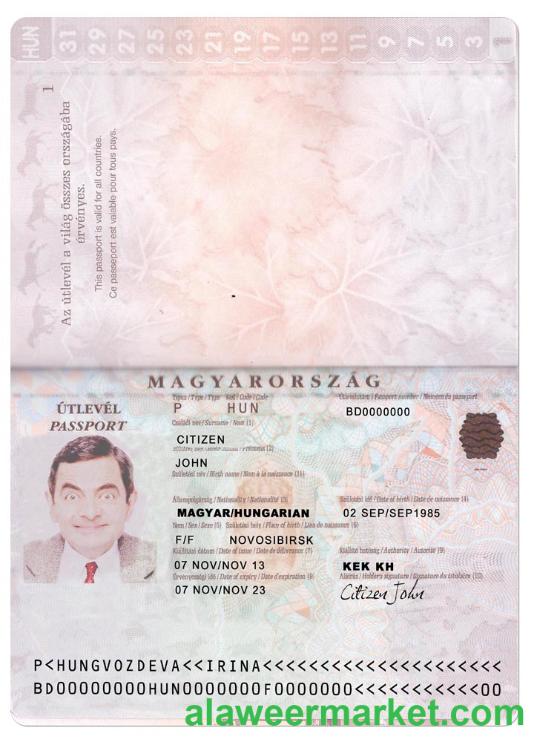 HUN 31 29 27 25 23 21 19 17 15 13 11 9 7 5 3 1
1
Az útlevél a világ összes országába
érvényes.
This passport is valid for all countries.
Ce passeport est valable pour tous pays.
MAGYARORSZÁG
ÚTLEVÉL
PASSPORT
Típus / Type / Type Kód / Code / Code Útlevélszám / Passport number / Numéro du passeport
P HUN BD0000000
Családi név / Surname / Nom (1)
CITIZEN
JOHN
Születési név / Birth name / Nom à la naissance (11)
Állampolgárság / Nationality / Nationalité (3) Születési idő / Date of birth / Date de naissance (4)
MAGYAR/HUNGARIAN 02 SEP/SEP1985
Nem / Sex / Sexe (5) Születési hely / Place of birth / Lieu de naissance (6)
F/F NOVOSIBIRSK
Kiállítás dátuma / Date of issue / Date de délivrance (7) Kiállító hatóság / Authority / Autorité (9)
07 NOV/NOV 13 KEK KH
Érvényességi idő / Date of expiry / Date d'expiration (8) Aláírás / Holder's signature / Signature du titulaire (10)
07 NOV/NOV 23 Citizen John
P<HUNGVOZDEVA<<IRINA<<<<<<<<<<<<<<<<<<<<<<<<
BD00000000HUN0000000F0000000<<<<<<<<<<<00
alaweermarket.com